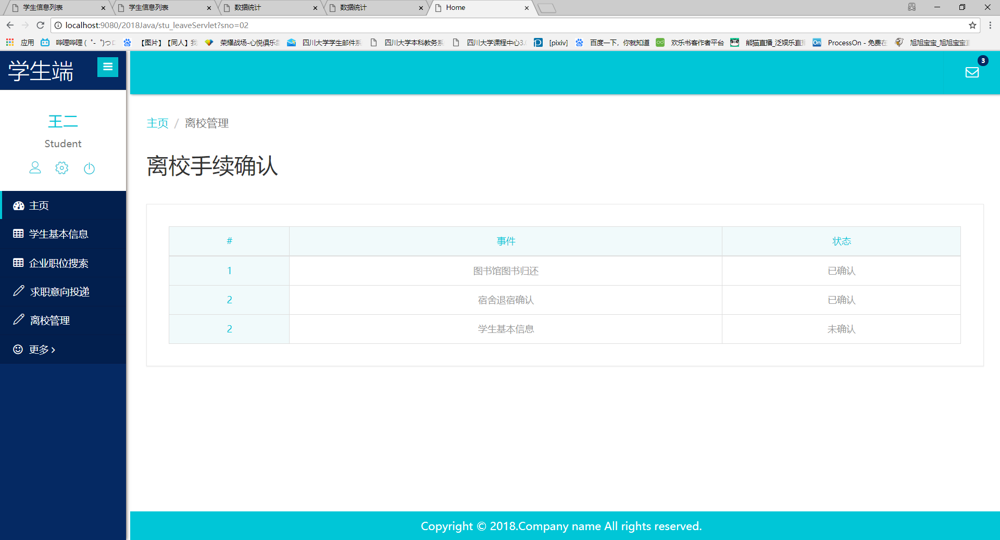 学生信息列表
学生信息列表
数据统计
数据统计
Home
localhost:9080/2018Java/stu_leaveServlet?sno=02
应用
哔哩哔哩 ( ゜- ゜)つロ
【图片】【同人】我
荣耀战场-心悦俱乐部
四川大学学生邮件系
四川大学本科教务系
四川大学课程中心3.0
[pixiv]
百度一下，你就知道
欢乐书客作者平台
熊猫直播_泛娱乐直播
ProcessOn - 免费在
旭旭宝宝_旭旭宝宝直
学生端
3
王二
Student
主页
学生基本信息
企业职位搜索
求职意向投递
离校管理
更多
主页 / 离校管理
离校手续确认
# 事件 状态
1 图书馆图书归还 已确认
2 宿舍退宿确认 已确认
2 学生基本信息 未确认
Copyright © 2018.Company name All rights reserved.